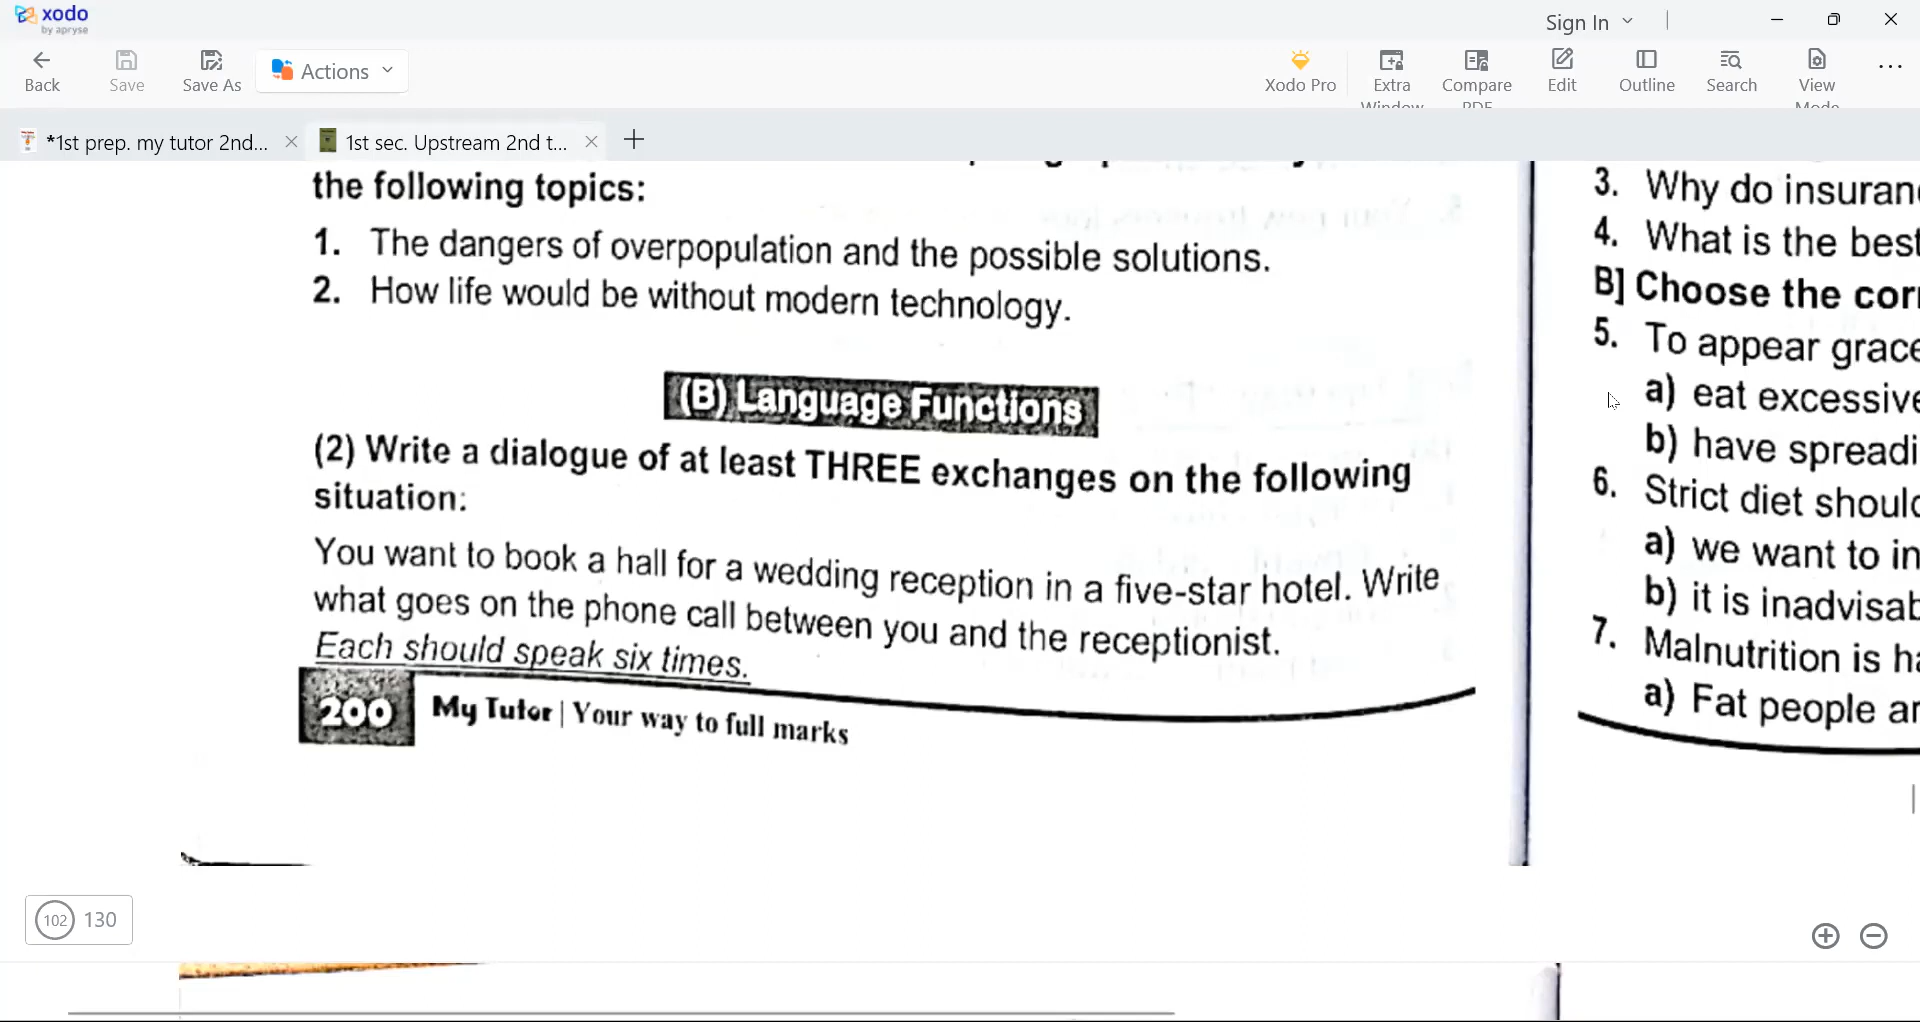 xodo
by apryse
Sign In
Back
Save
Save As
Actions
Xodo Pro
Extra
Window
Compare
PDF
Edit
Outline
Search
View
Mode
*1st prep. my tutor 2nd...
1st sec. Upstream 2nd t...
the following topics:
1. The dangers of overpopulation and the possible solutions.
2. How life would be without modern technology.
(B) Language Functions
(2) Write a dialogue of at least THREE exchanges on the following
situation:
You want to book a hall for a wedding reception in a five-star hotel. Write
what goes on the phone call between you and the receptionist.
Each should speak six times.
200 My Tutor | Your way to full marks
3. Why do insuran
4. What is the best
B] Choose the cor
5. To appear grace
a) eat excessive
b) have spreadi
6. Strict diet should
a) we want to in
b) it is inadvisab
7. Malnutrition is ha
a) Fat people ar
102 130